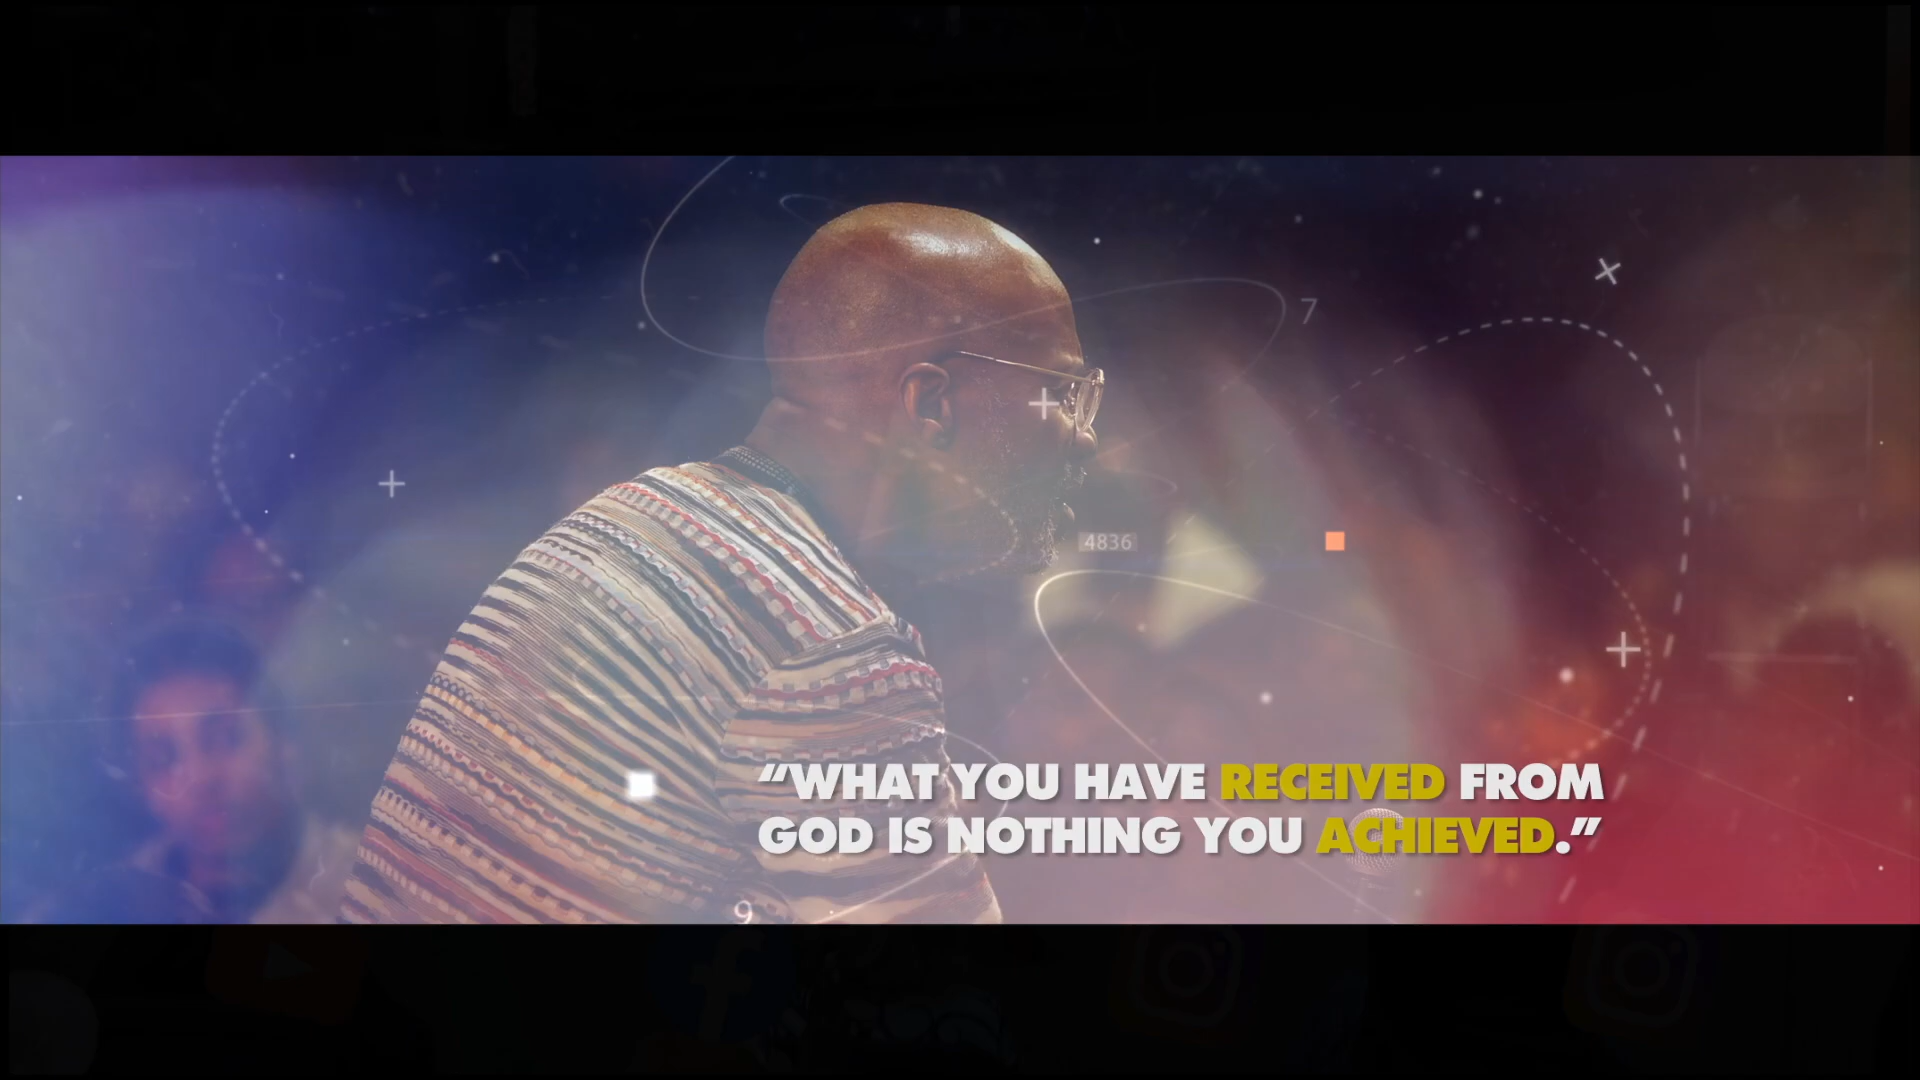 7
4836
“WHAT YOU HAVE RECEIVED FROM
GOD IS NOTHING YOU ACHIEVED.”
9